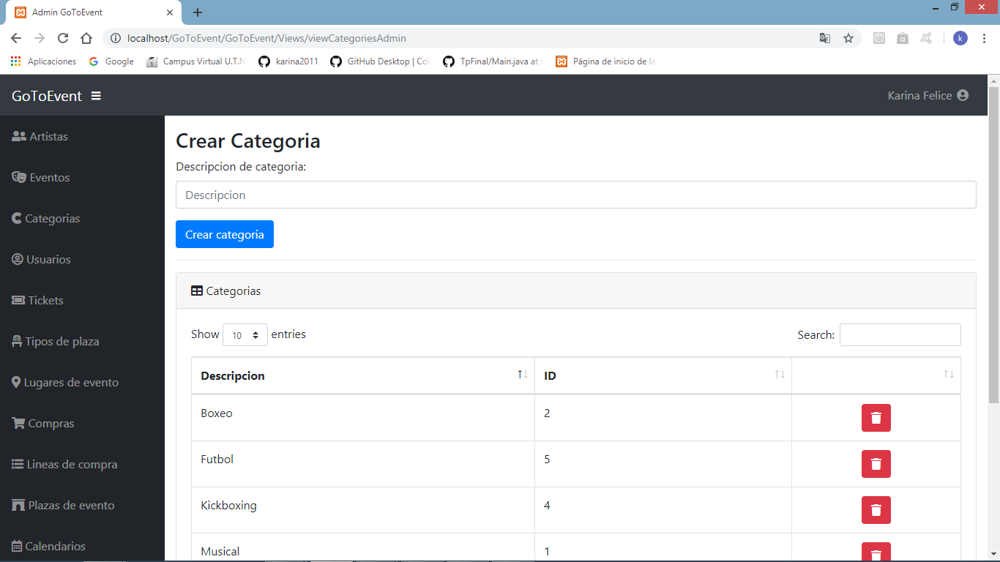 Admin GoToEvent
localhost/GoToEvent/GoToEvent/Views/viewCategoriesAdmin
k
Aplicaciones
Google
Campus Virtual U.T.N
karina2011
GitHub Desktop | Co
TpFinal/Main.java at
Página de inicio de la
GoToEvent
Karina Felice
Artistas
Eventos
Categorias
Usuarios
Tickets
Tipos de plaza
Lugares de evento
Compras
Lineas de compra
Plazas de evento
Calendarios
Crear Categoria
Descripcion de categoria:
Descripcion
Crear categoria
Categorias
Show 10 entries
Search:
Descripcion ID
Boxeo 2
Futbol 5
Kickboxing 4
Musical 1